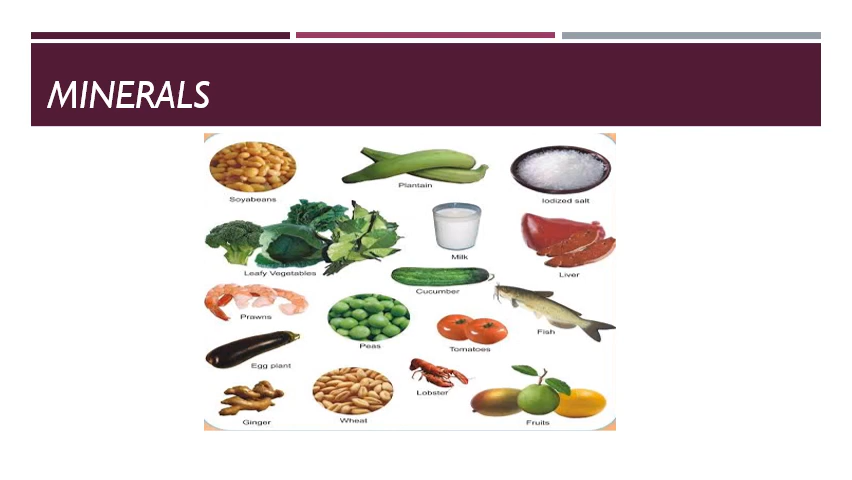 MINERALS
Soyabeans
Plantain
Iodized salt
Leafy Vegetables
Milk
Liver
Cucumber
Prawns
Peas
Tomatoes
Fish
Egg plant
Lobster
Ginger
Wheat
Fruits